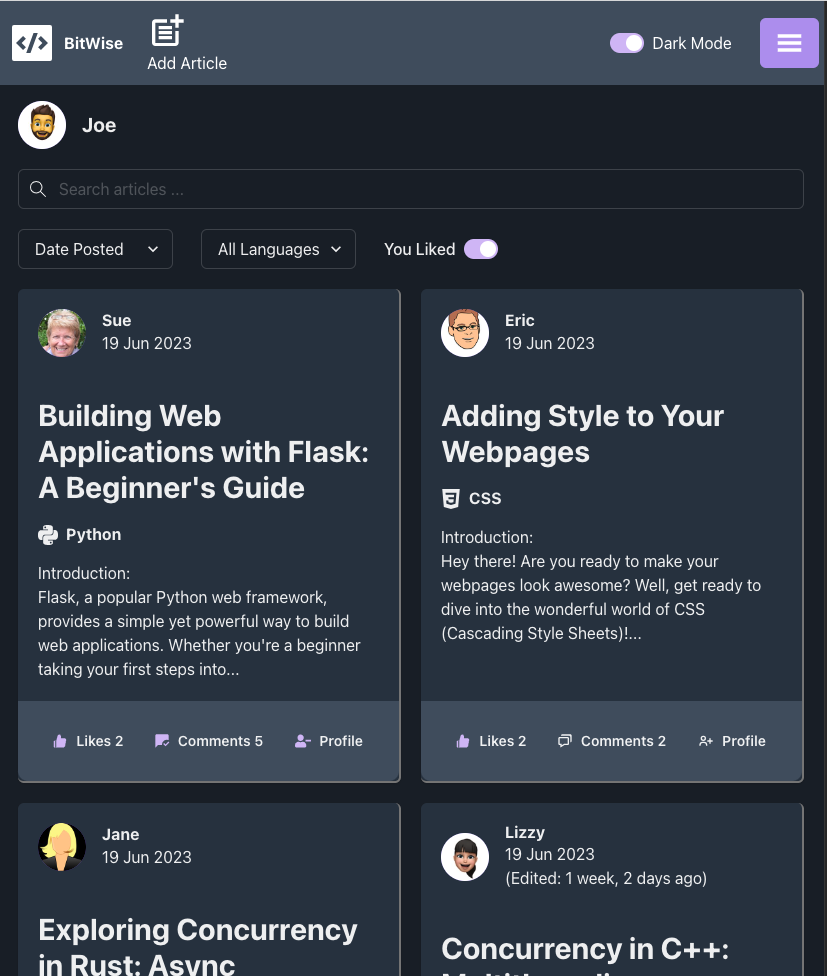 BitWise
Add Article
Dark Mode
Joe
Search articles ...
Date Posted
All Languages
You Liked
Sue
19 Jun 2023
Building Web
Applications with Flask:
A Beginner's Guide
Python
Introduction:
Flask, a popular Python web framework,
provides a simple yet powerful way to build
web applications. Whether you're a beginner
taking your first steps into...
Likes 2
Comments 5
Profile
Eric
19 Jun 2023
Adding Style to Your
Webpages
CSS
Introduction:
Hey there! Are you ready to make your
webpages look awesome? Well, get ready to
dive into the wonderful world of CSS
(Cascading Style Sheets)!...
Likes 2
Comments 2
Profile
Jane
19 Jun 2023
Exploring Concurrency
in Rust: Async
Lizzy
19 Jun 2023
(Edited: 1 week, 2 days ago)
Concurrency in C++: